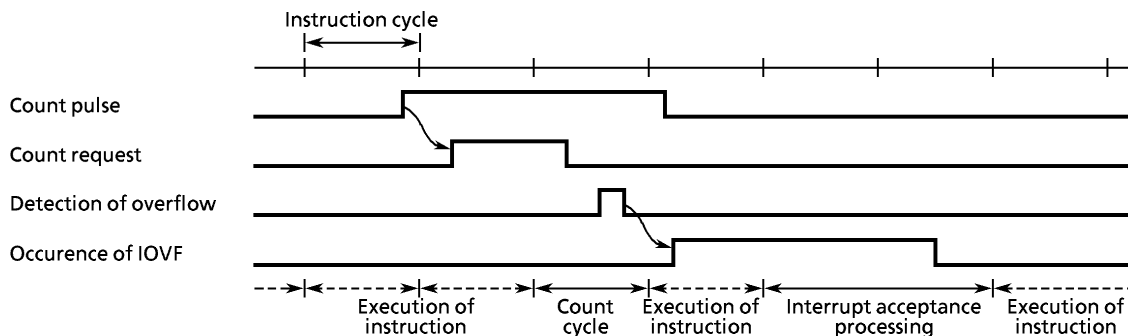 Instruction cycle
Count pulse
Count request
Detection of overflow
Occurence of IOVF
Execution of
instruction
Count
cycle
Execution of
instruction
Interrupt acceptance
processing
Execution of
instruction